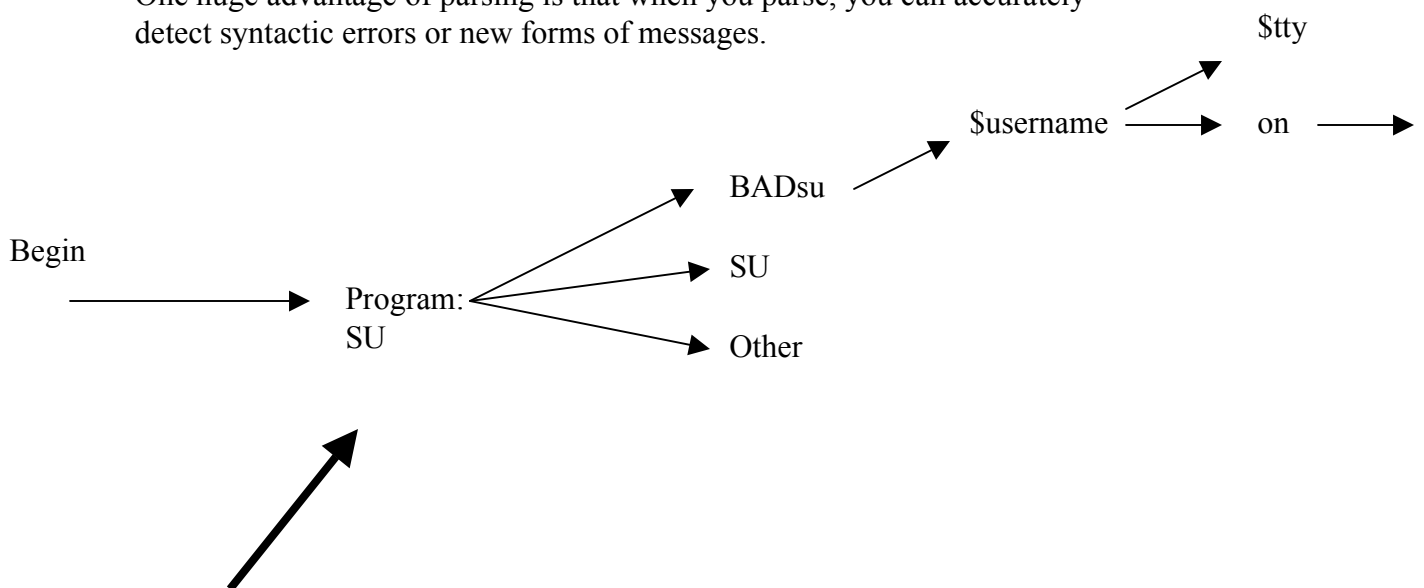 One huge advantage of parsing is that when you parse, you can accurately
detect syntactic errors or new forms of messages.
$tty
$username
on
BADsu
Begin
SU
Program:
SU
Other